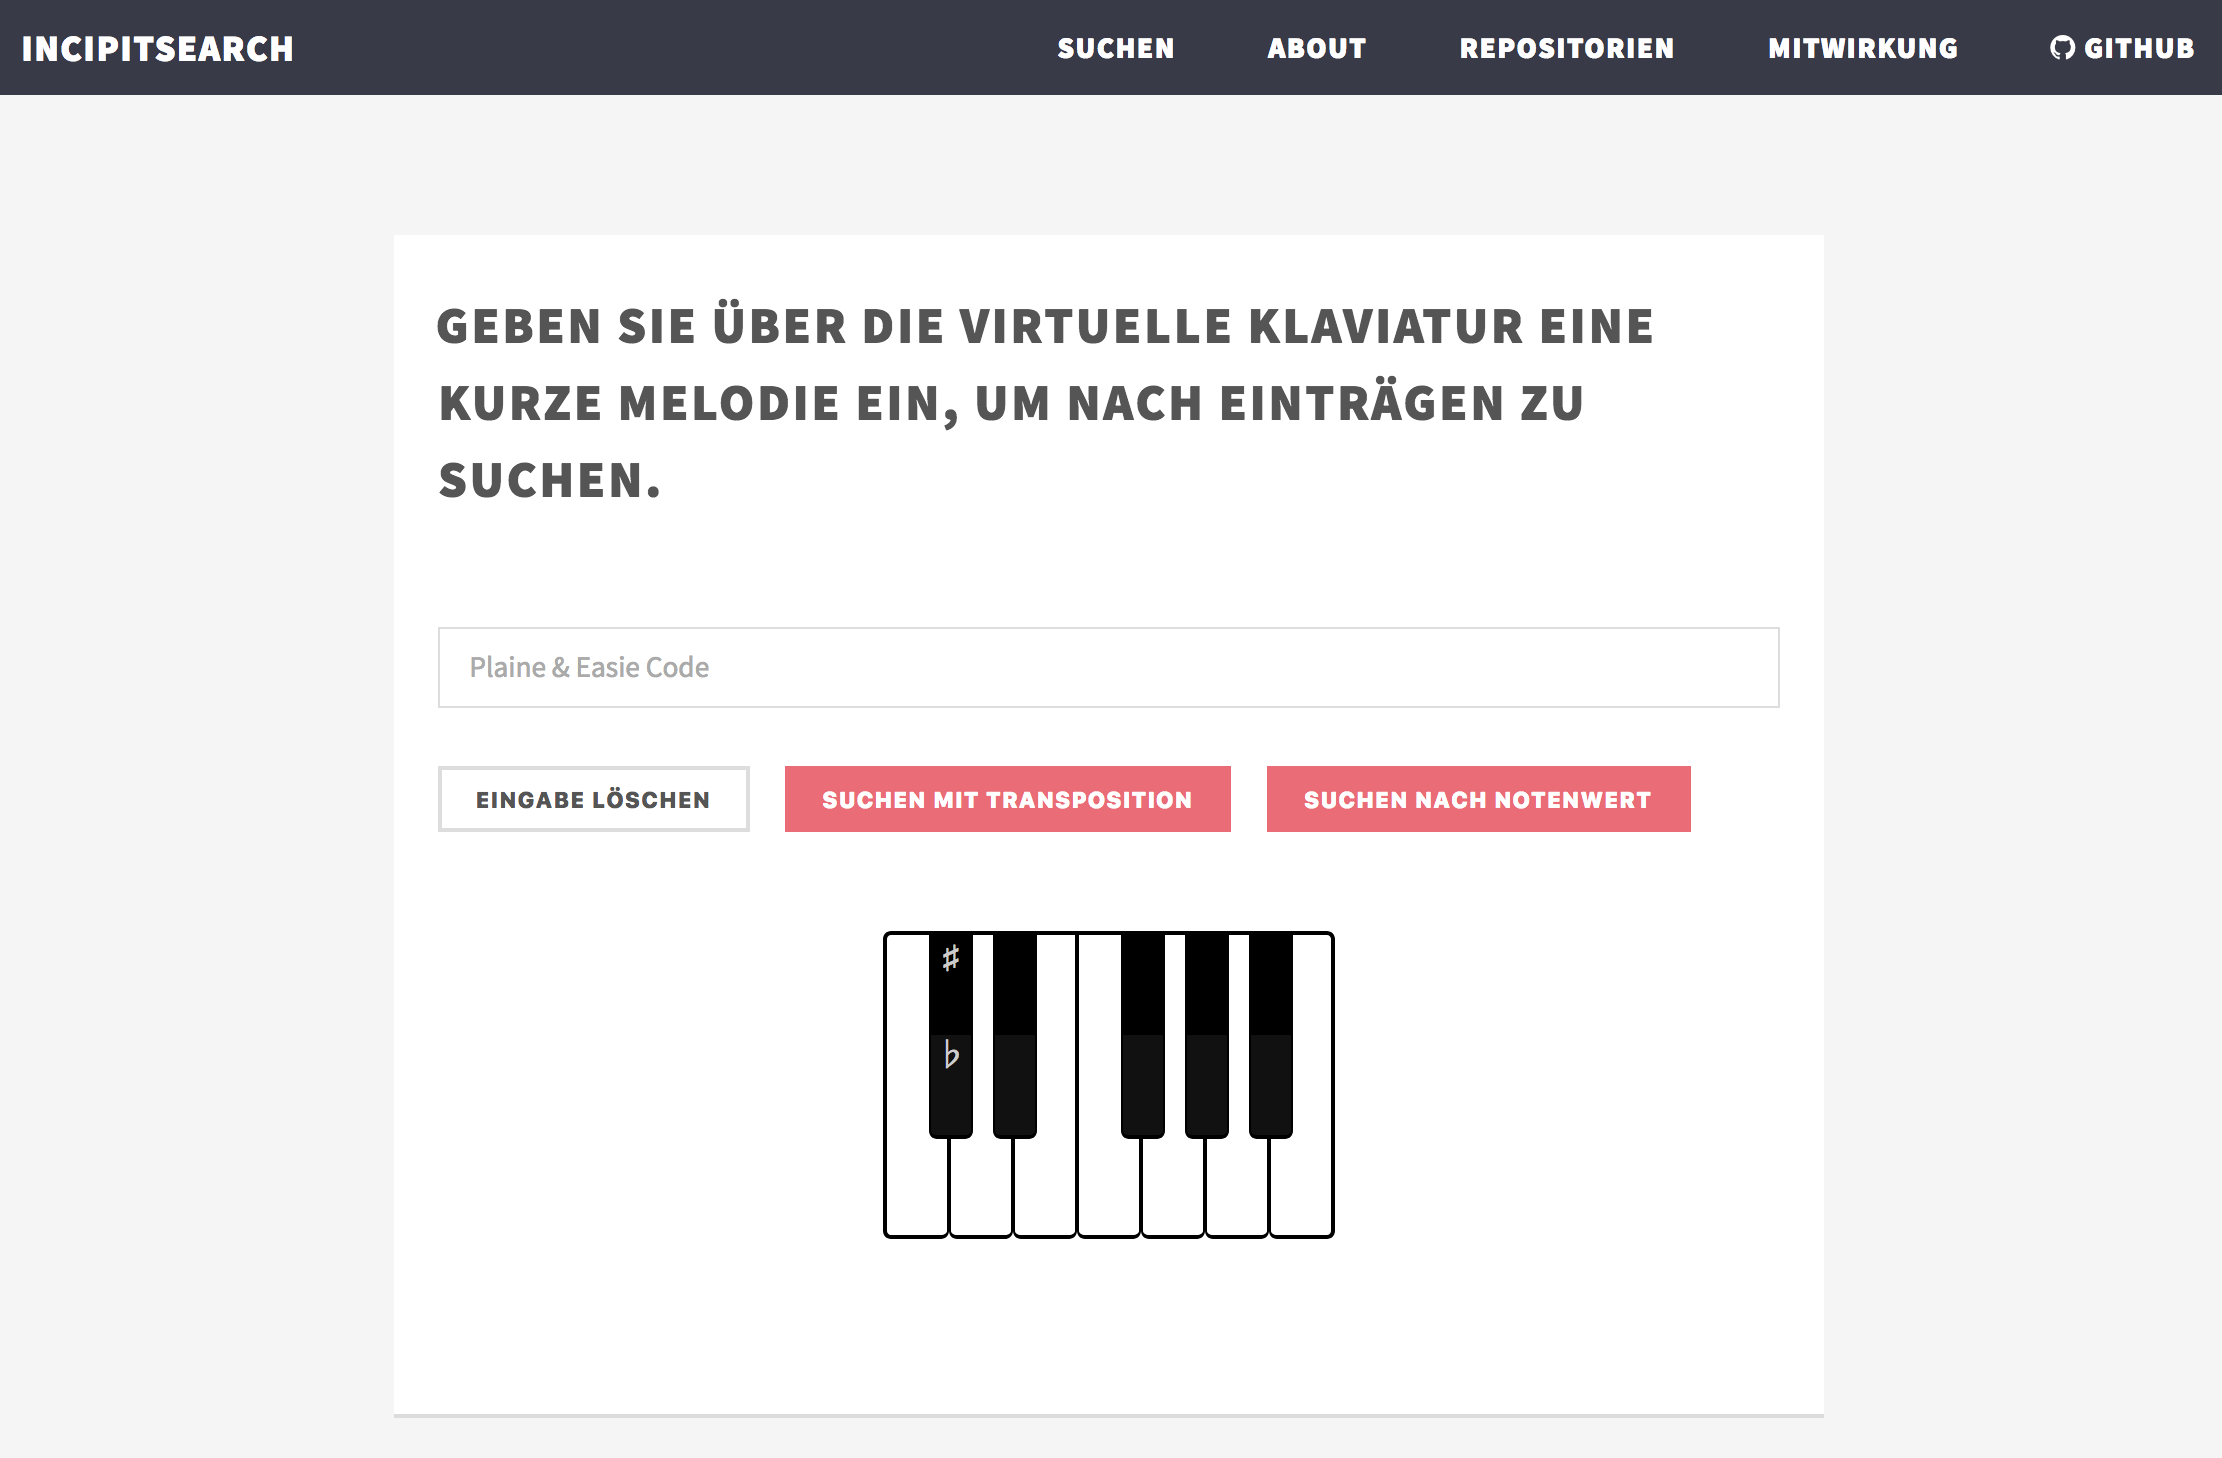 INCIPITSEARCH
SUCHEN
ABOUT
REPOSITORIEN
MITWIRKUNG
GITHUB
GEBEN SIE ÜBER DIE VIRTUELLE KLAVIATUR EINE
KURZE MELODIE EIN, UM NACH EINTRÄGEN ZU
SUCHEN.
Plaine & Easie Code
EINGABE LÖSCHEN
SUCHEN MIT TRANSPOSITION
SUCHEN NACH NOTENWERT
♯
♭